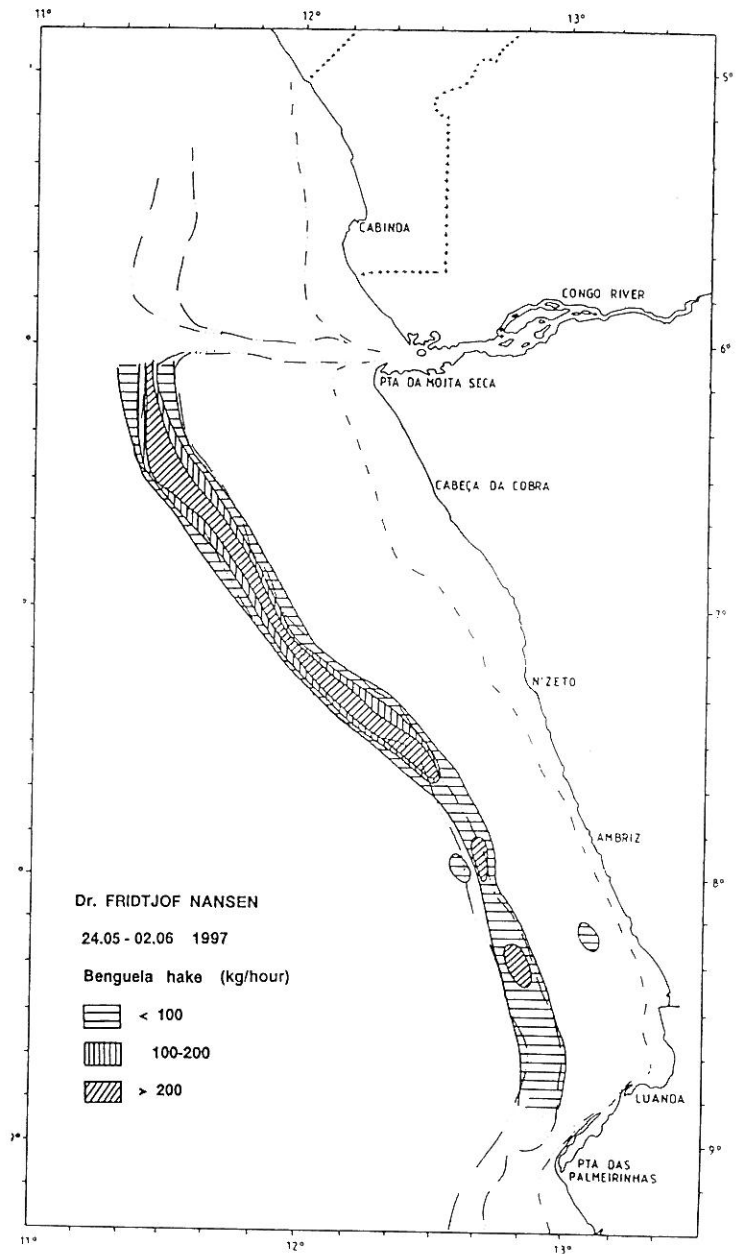 11°
12°
13°
5°
CABINDA
CONGO RIVER
6°
PTA DA MOITA SECA
CABEÇA DA COBRA
7°
N'ZETO
AMBRIZ
8°
Dr. FRIDTJOF NANSEN
24.05 - 02.06 1997
Benguela hake (kg/hour)
< 100
100-200
> 200
LUANDA
9°
PTA DAS
PALMEIRINHAS
11°
12°
13°